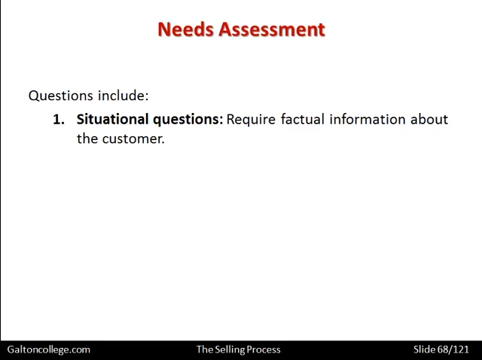 Needs Assessment
Questions include:
1. Situational questions: Require factual information about
the customer.
Galtoncollege.com The Selling Process Slide 68/121